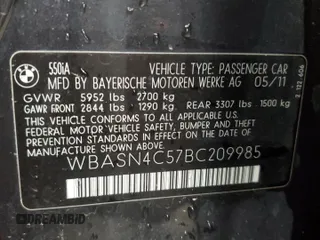 550iA VEHICLE TYPE: PASSENGER CAR
MFD BY BAYERISCHE MOTOREN WERKE AG 05/11
GVWR 5952 lbs 2700 kg
GAWR FRONT 2844 lbs 1290 kg REAR 3307 lbs 1500 kg
THIS VEHICLE CONFORMS TO ALL APPLICABLE
FEDERAL MOTOR VEHICLE SAFETY, BUMPER AND THEFT
PREVENTION STANDARDS IN EFFECT ON THE DATE OF
MANUFACTURE SHOWN ABOVE.
WBASN4C57BC209985
DREAMBID